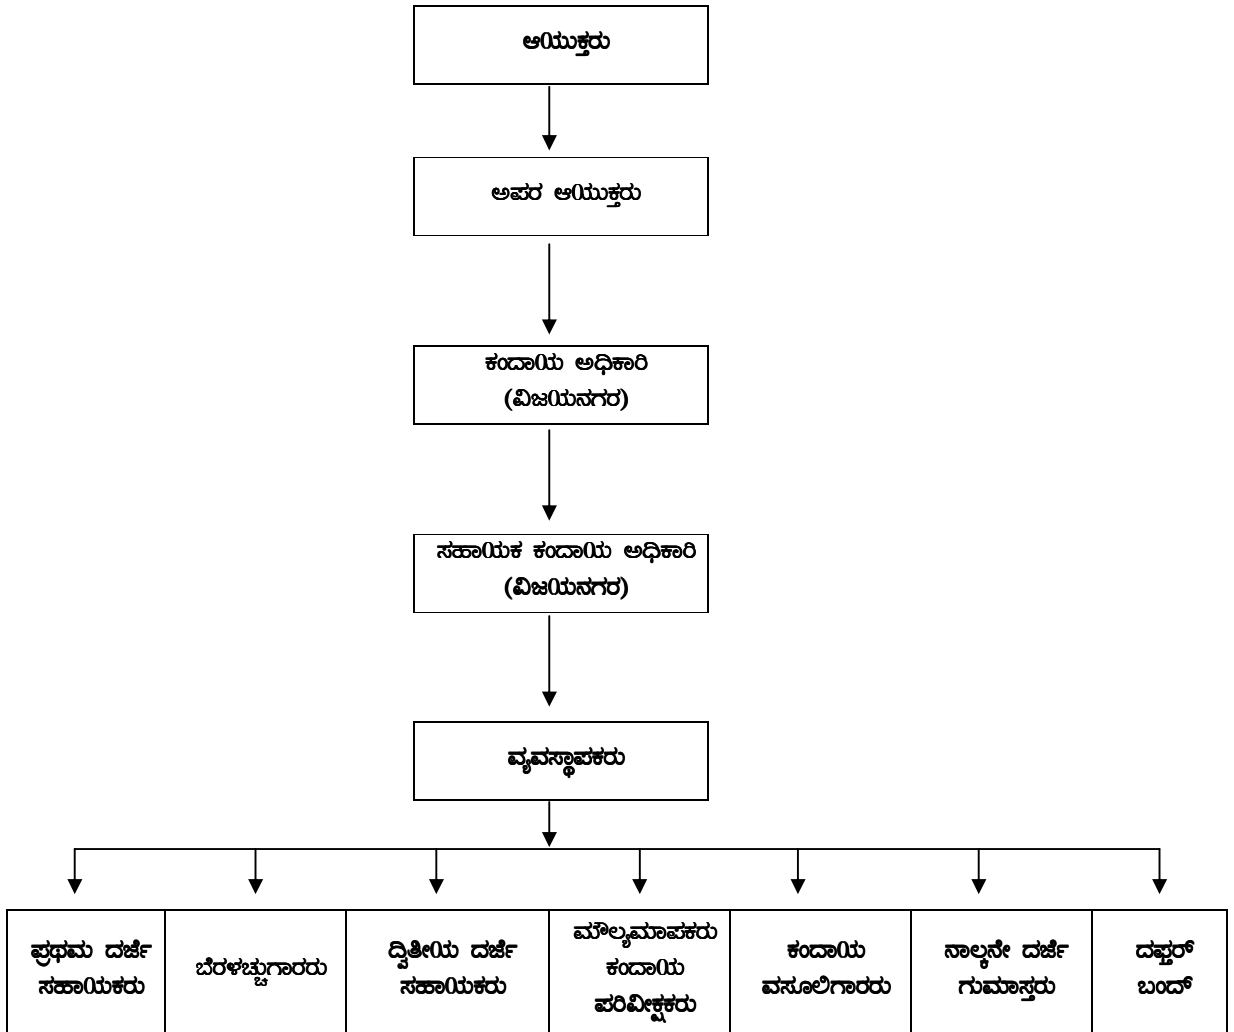 ಆಯುಕ್ತರು
ಅಪರ ಆಯುಕ್ತರು
ಕಂದಾಯ ಅಧಿಕಾರಿ
(ವಿಜಯನಗರ)
ಸಹಾಯಕ ಕಂದಾಯ ಅಧಿಕಾರಿ
(ವಿಜಯನಗರ)
ವ್ಯವಸ್ಥಾಪಕರು
ಪ್ರಥಮ ದರ್ಜೆ
ಸಹಾಯಕರು
ಬೆರಳಚ್ಚುಗಾರರು
ದ್ವಿತೀಯ ದರ್ಜೆ
ಸಹಾಯಕರು
ಮೌಲ್ಯಮಾಪಕರು
ಕಂದಾಯ
ಪರಿವೀಕ್ಷಕರು
ಕಂದಾಯ
ವಸೂಲಿಗಾರರು
ನಾಲ್ಕನೇ ದರ್ಜೆ
ಗುಮಾಸ್ತರು
ದಫ್ತರ್
ಬಂದ್